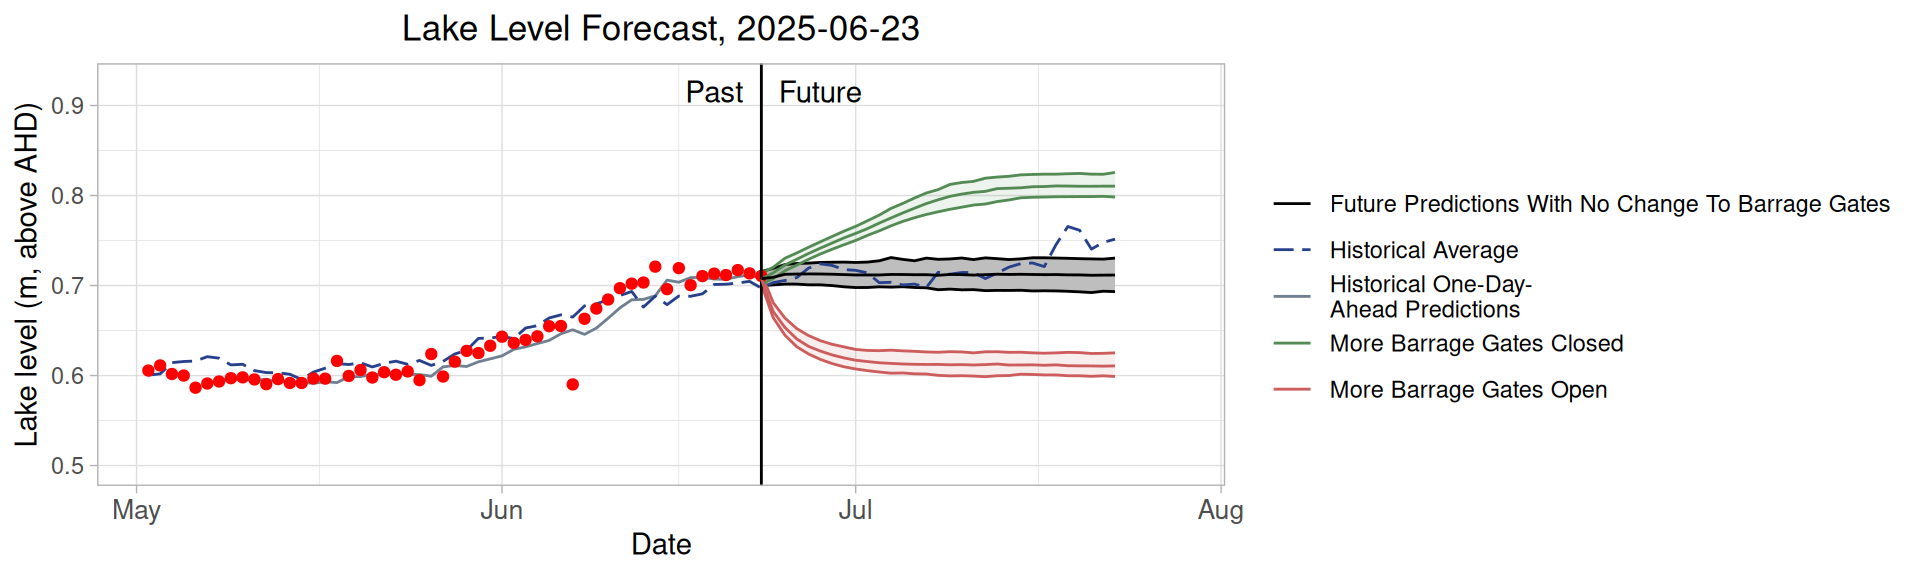 Lake Level Forecast, 2025-06-23
Past
Future
0.9
0.8
0.7
0.6
0.5
Lake level (m, above AHD)
May
Jun
Jul
Aug
Date
Future Predictions With No Change To Barrage Gates
Historical Average
Historical One-Day-
Ahead Predictions
More Barrage Gates Closed
More Barrage Gates Open